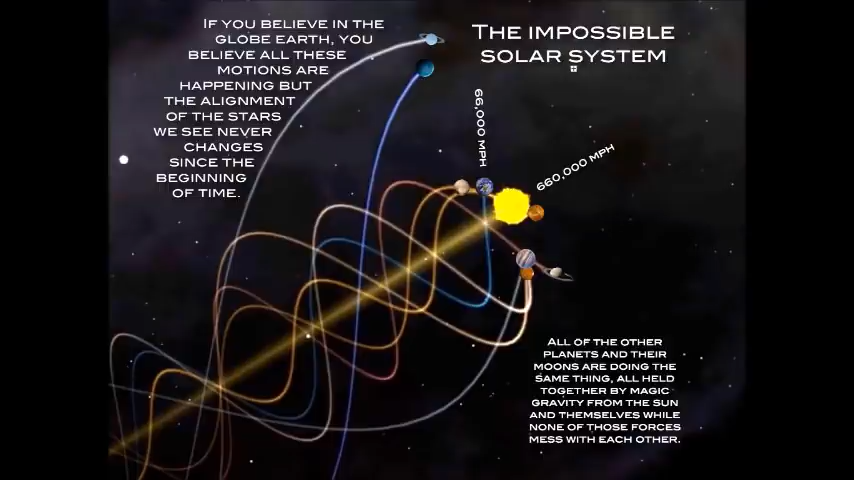 IF YOU BELIEVE IN THE
GLOBE EARTH, YOU
BELIEVE ALL THESE
MOTIONS ARE
HAPPENING BUT
THE ALIGNMENT
OF THE STARS
WE SEE NEVER
CHANGES
SINCE THE
BEGINNING
OF TIME.
THE IMPOSSIBLE
SOLAR SYSTEM
66,000 MPH
660,000 MPH
ALL OF THE OTHER
PLANETS AND THEIR
MOONS ARE DOING THE
SAME THING, ALL HELD
TOGETHER BY MAGIC
GRAVITY FROM THE SUN
AND THEMSELVES WHILE
NONE OF THOSE FORCES
MESS WITH EACH OTHER.